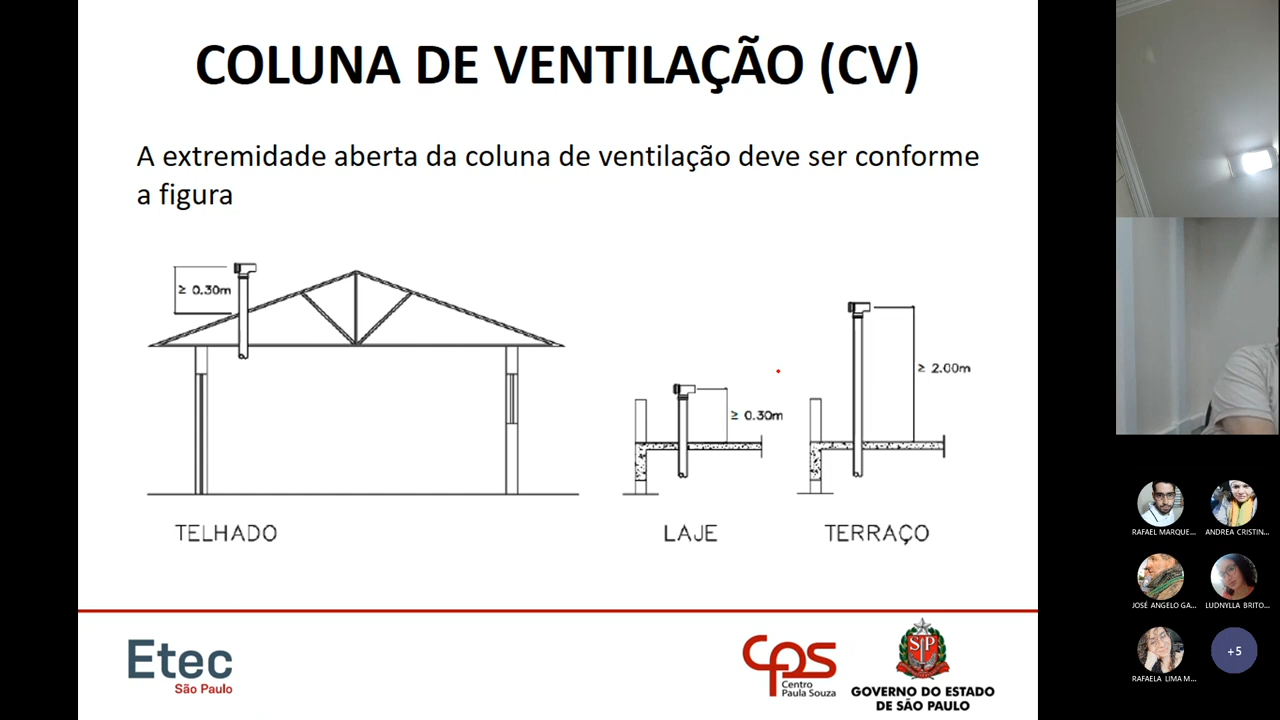 COLUNA DE VENTILAÇÃO (CV)
A extremidade aberta da coluna de ventilação deve ser conforme
a figura
≥ 0.30m
≥ 0.30m
≥ 2.00m
TELHADO
LAJE
TERRAÇO
Etec
São Paulo
cps
Centro
Paula Souza
SP
GOVERNO DO ESTADO
DE SÃO PAULO
RAFAEL MARQUE...
ANDREA CRISTIN...
JOSÉ ANGELO GA...
LUDNYLLA BRITO...
RAFAELA LIMA M...
+5